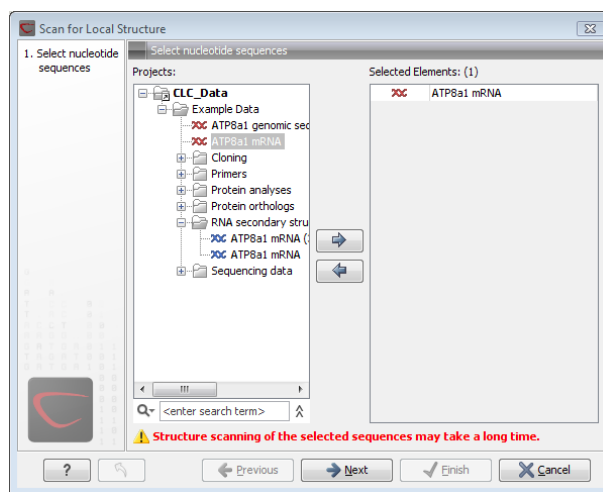 Scan for Local Structure
1. Select nucleotide
sequences
Select nucleotide sequences
Projects:
CLC_Data
Example Data
ATP8a1 genomic sec
ATP8a1 mRNA
Cloning
Primers
Protein analyses
Protein orthologs
RNA secondary stru
ATP8a1 mRNA (
ATP8a1 mRNA
Sequencing data
<enter search term>
Selected Elements: (1)
ATP8a1 mRNA
Structure scanning of the selected sequences may take a long time.
?
Previous
Next
Finish
Cancel